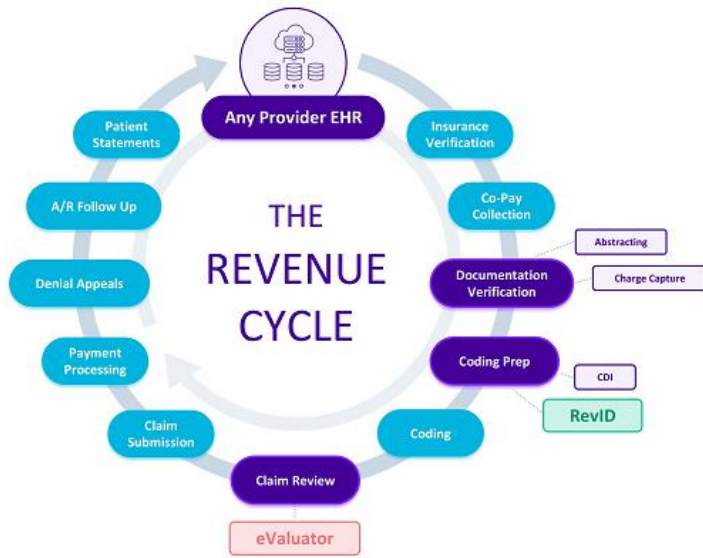 Any Provider EHR
Insurance
Verification
Co-Pay
Collection
Abstracting
Documentation
Verification
Charge Capture
Coding Prep
CDI
RevID
Coding
Claim Review
eValuator
Claim
Submission
Payment
Processing
Denial Appeals
A/R Follow Up
Patient
Statements
THE
REVENUE
CYCLE